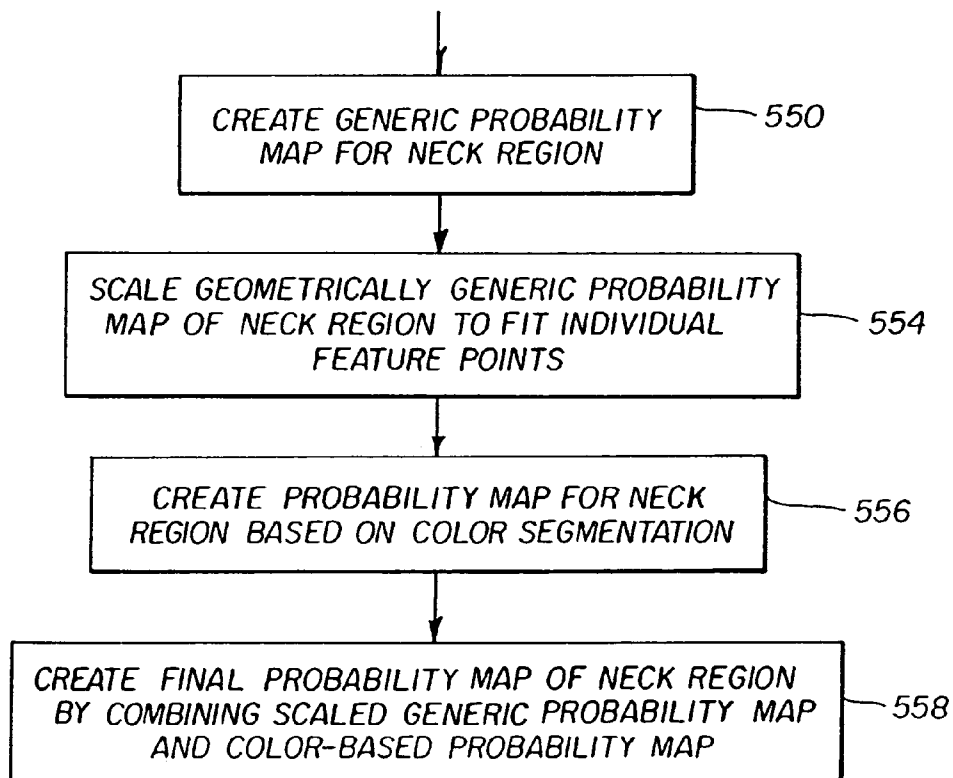 CREATE GENERIC PROBABILITY
MAP FOR NECK REGION
550
SCALE GEOMETRICALLY GENERIC PROBABILITY
MAP OF NECK REGION TO FIT INDIVIDUAL
FEATURE POINTS
554
CREATE PROBABILITY MAP FOR NECK
REGION BASED ON COLOR SEGMENTATION
556
CREATE FINAL PROBABILITY MAP OF NECK REGION
BY COMBINING SCALED GENERIC PROBABILITY MAP
AND COLOR-BASED PROBABILITY MAP
558